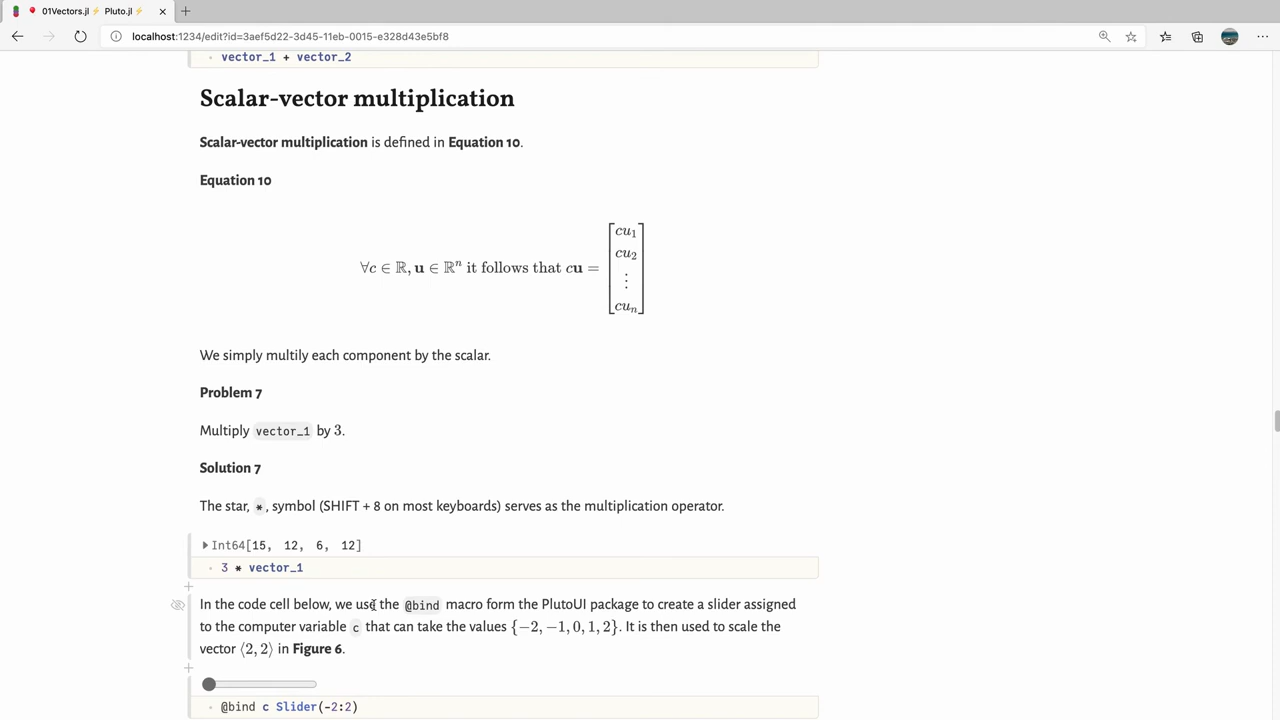 01Vectors.jl ⚡ Pluto.jl ⚡
localhost:1234/edit?id=3aef5d22-3d45-11eb-0015-e328d43e5bf8
vector_1 + vector_2
Scalar-vector multiplication
Scalar-vector multiplication is defined in Equation 10.
Equation 10
∀c ∈ ℝ, u ∈ ℝⁿ it follows that cu = [cu₁ cu₂ ⋮ cuₙ]
We simply multily each component by the scalar.
Problem 7
Multiply vector_1 by 3.
Solution 7
The star, *, symbol (SHIFT + 8 on most keyboards) serves as the multiplication operator.
Int64[15, 12, 6, 12]
3 * vector_1
In the code cell below, we use the @bind macro form the PlutoUI package to create a slider assigned
to the computer variable c that can take the values {−2, −1, 0, 1, 2}. It is then used to scale the
vector ⟨2, 2⟩ in Figure 6.
@bind c Slider(-2:2)